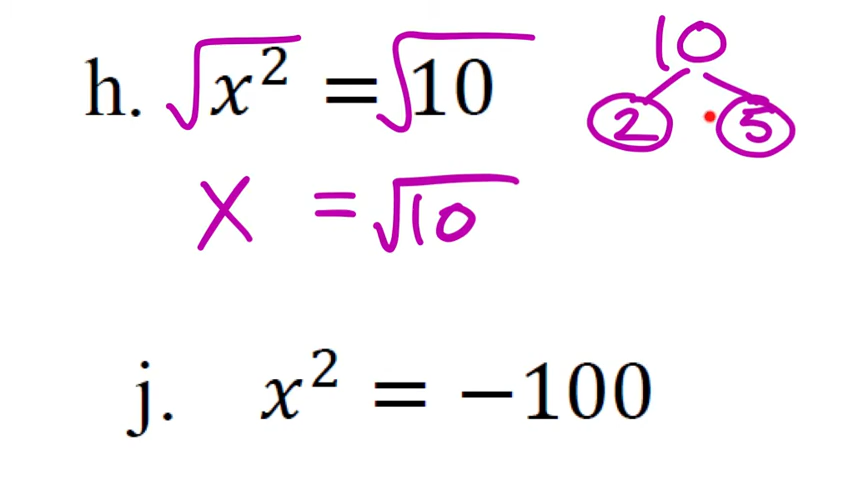 h. √x² = √10
10
2 5
x = √10
j. x² = −100